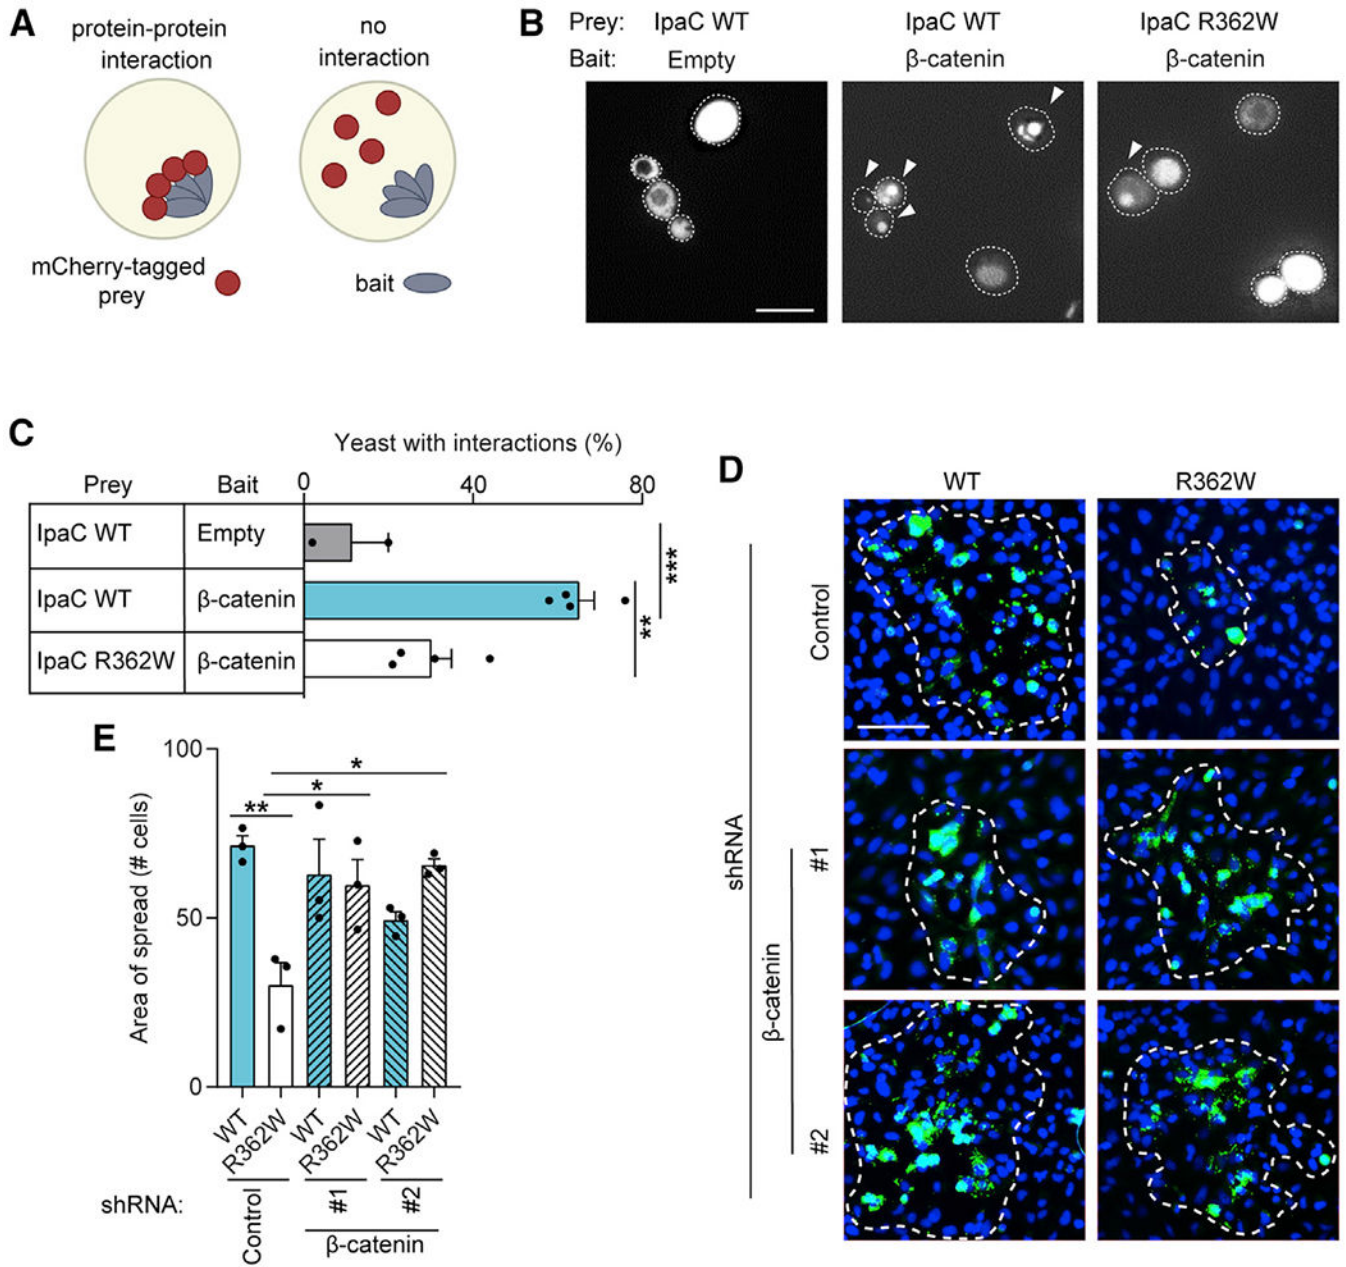 A
protein-protein
interaction
no
interaction
mCherry-tagged
prey
bait
B
Prey: IpaC WT IpaC WT IpaC R362W
Bait: Empty β-catenin β-catenin
C
Yeast with interactions (%)
Prey Bait 0 40 80
IpaC WT Empty
IpaC WT β-catenin
IpaC R362W β-catenin
***
**
D
WT R362W
shRNA
Control
β-catenin
#1
#2
E
Area of spread (# cells)
100
50
0
**
*
*
WT R362W WT R362W WT R362W
shRNA: Control #1 #2
β-catenin